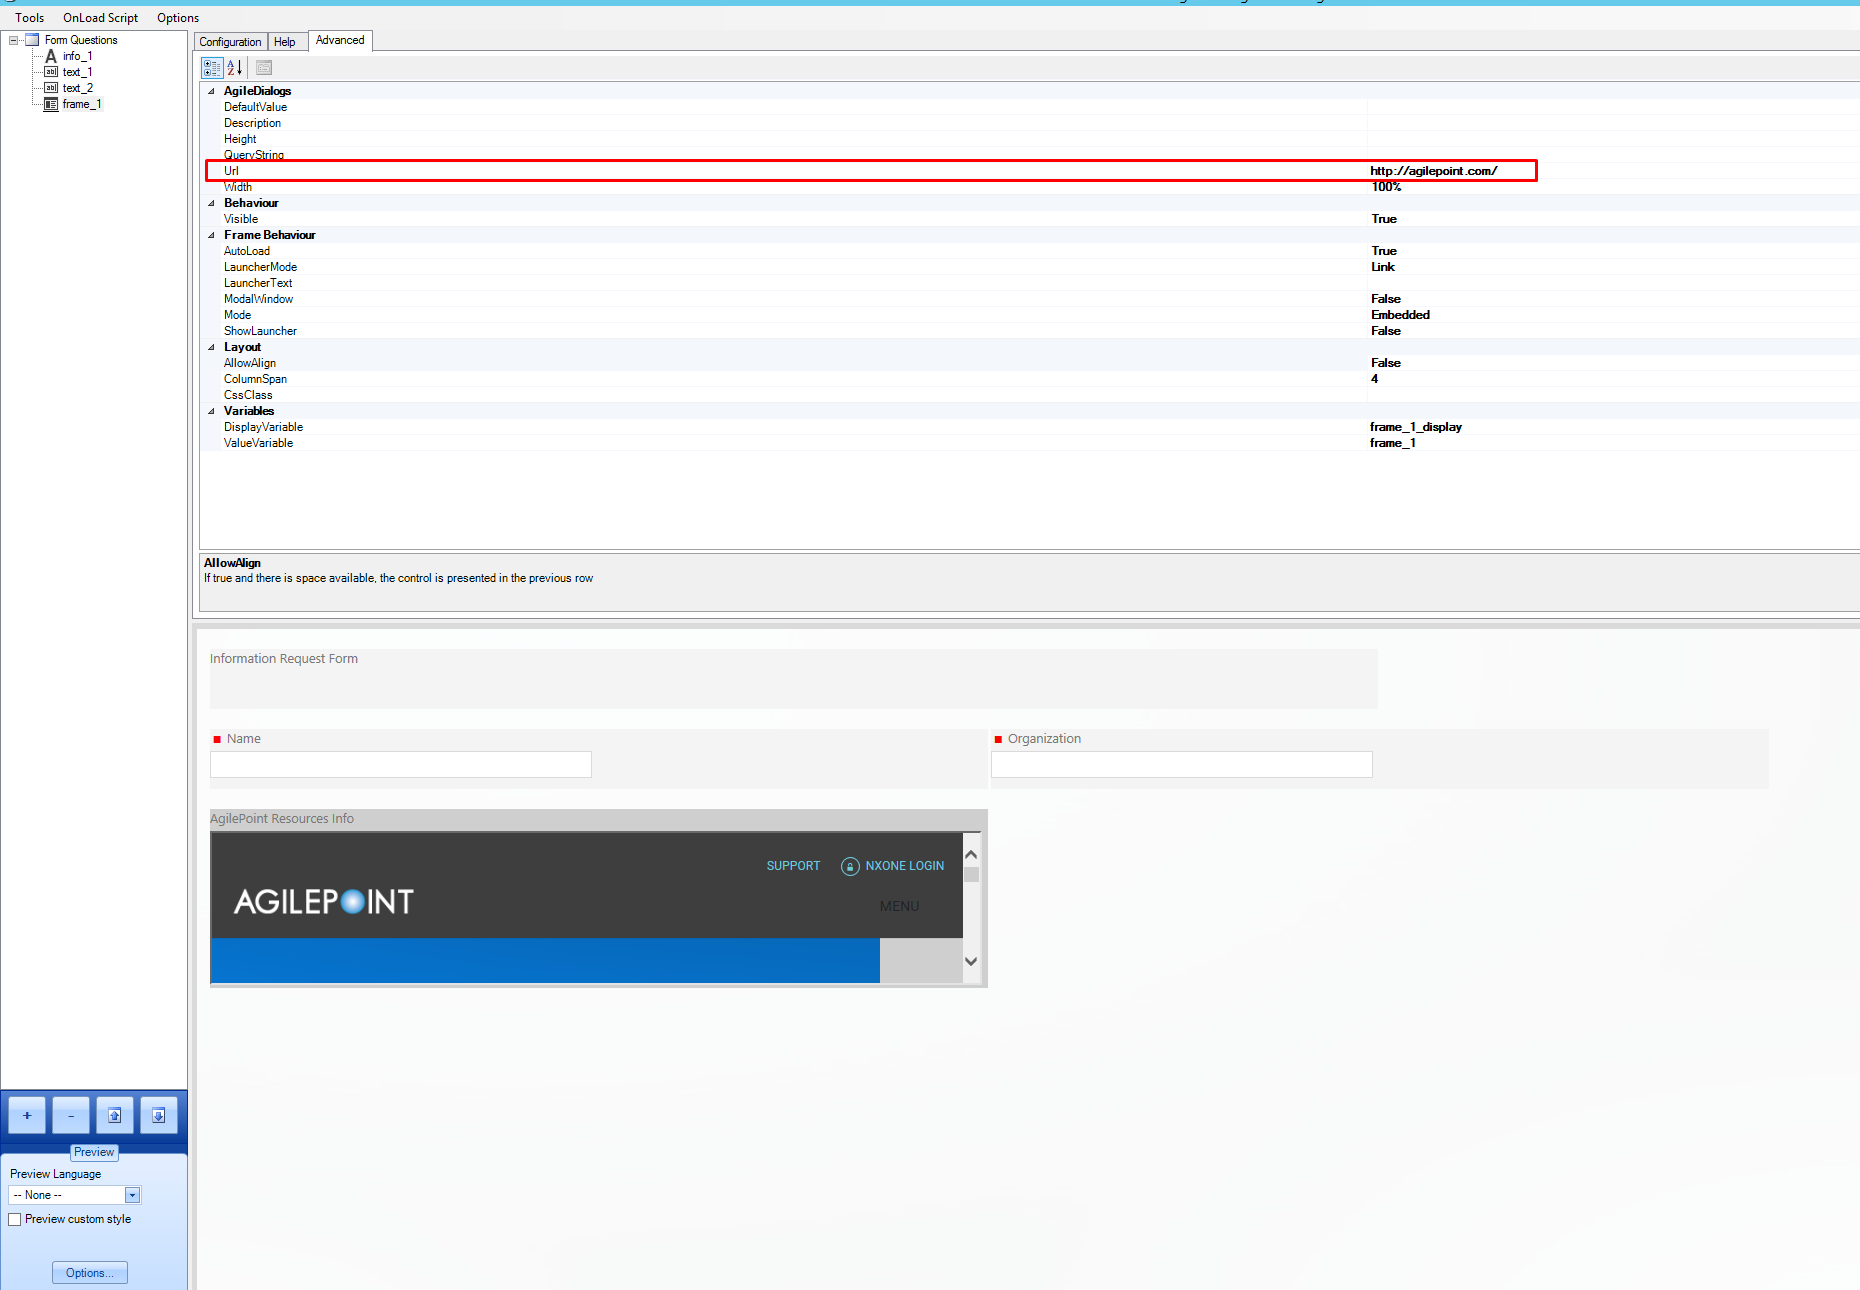 Tools OnLoad Script Options
Form Questions
info_1
text_1
text_2
frame_1
Configuration Help Advanced
AgileDialogs
DefaultValue
Description
Height
QueryString
Url http://agilepoint.com/
Width 100%
Behaviour
Visible True
Frame Behaviour
AutoLoad True
LauncherMode Link
LauncherText
ModalWindow False
Mode Embedded
ShowLauncher False
Layout
AllowAlign False
ColumnSpan 4
CssClass
Variables
DisplayVariable frame_1_display
ValueVariable frame_1
AllowAlign
If true and there is space available, the control is presented in the previous row
Information Request Form
Name Organization
AgilePoint Resources Info
SUPPORT NXONE LOGIN
AGILEPOINT
MENU
Preview
Preview Language
-- None --
Preview custom style
Options...